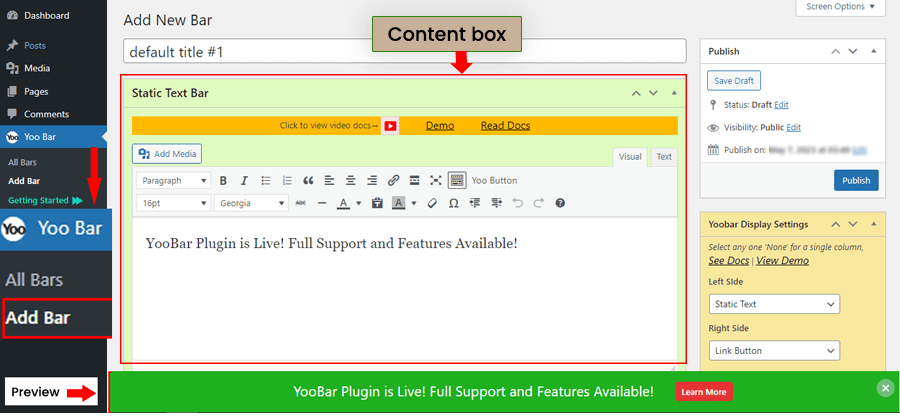 Dashboard
Posts
Media
Pages
Comments
Yoo Bar
All Bars
Add Bar
Getting Started
Yoo
Yoo Bar
All Bars
Add Bar
Preview
Add New Bar
Screen Options
default title #1
Content box
Static Text Bar
Click to view video docs→ Demo Read Docs
Add Media
Visual Text
Paragraph B I Yoo Button
16pt Georgia ABC A A Ω
YooBar Plugin is Live! Full Support and Features Available!
Publish
Save Draft
Status: Draft Edit
Visibility: Public Edit
Publish on:
Publish
Yoobar Display Settings
Select any one 'None' for a single column,
See Docs | View Demo
Left SIde
Static Text
Right Side
Link Button
YooBar Plugin is Live! Full Support and Features Available! Learn More